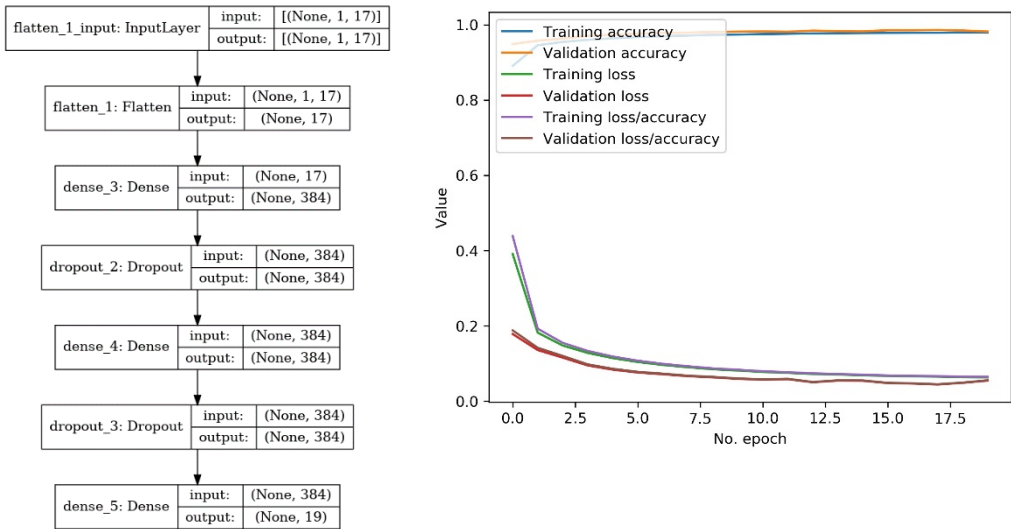 flatten_1_input: InputLayer
input: [(None, 1, 17)]
output: [(None, 1, 17)]
flatten_1: Flatten
input: (None, 1, 17)
output: (None, 17)
dense_3: Dense
input: (None, 17)
output: (None, 384)
dropout_2: Dropout
input: (None, 384)
output: (None, 384)
dense_4: Dense
input: (None, 384)
output: (None, 384)
dropout_3: Dropout
input: (None, 384)
output: (None, 384)
dense_5: Dense
input: (None, 384)
output: (None, 19)
Training accuracy
Validation accuracy
Training loss
Validation loss
Training loss/accuracy
Validation loss/accuracy
Value
1.0
0.8
0.6
0.4
0.2
0.0
0.0 2.5 5.0 7.5 10.0 12.5 15.0 17.5
No. epoch